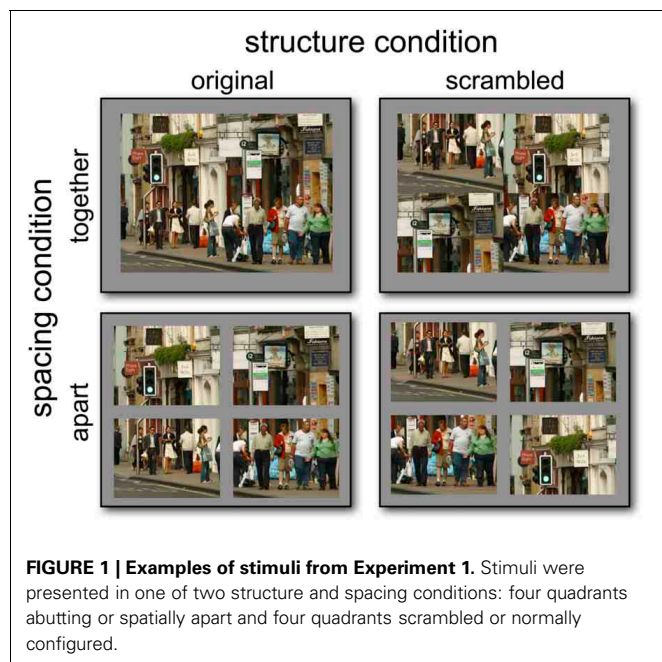 structure condition
original
scrambled
spacing condition
together
apart
FIGURE 1 | Examples of stimuli from Experiment 1. Stimuli were
presented in one of two structure and spacing conditions: four quadrants
abutting or spatially apart and four quadrants scrambled or normally
configured.